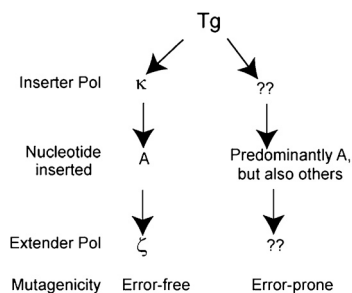 Tg
Inserter Pol κ ??
Nucleotide inserted A Predominantly A, but also others
Extender Pol ζ ??
Mutagenicity Error-free Error-prone